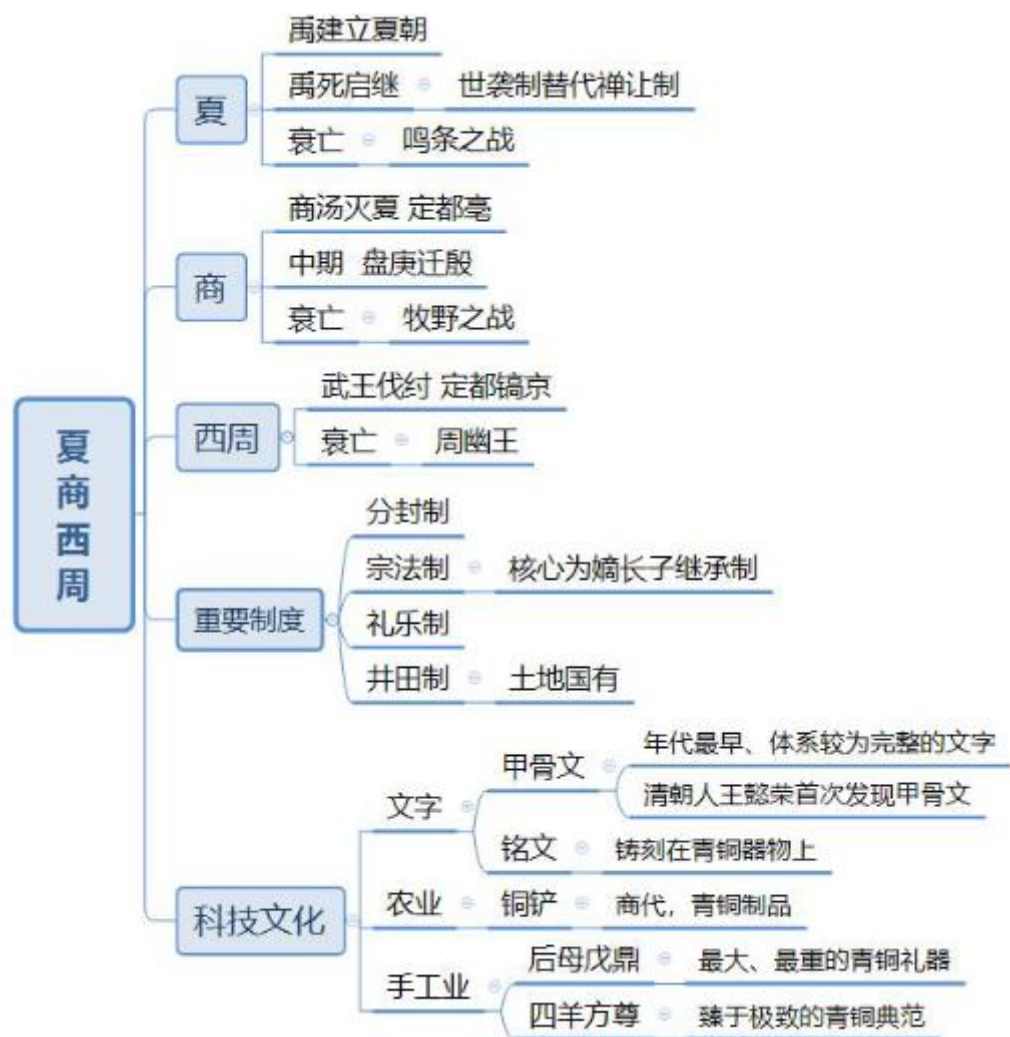 夏商西周
夏
禹建立夏朝
禹死启继
世袭制替代禅让制
衰亡
鸣条之战
商
商汤灭夏 定都亳
中期 盘庚迁殷
衰亡
牧野之战
西周
武王伐纣 定都镐京
衰亡
周幽王
重要制度
分封制
宗法制
核心为嫡长子继承制
礼乐制
井田制
土地国有
科技文化
文字
甲骨文
年代最早、体系较为完整的文字
清朝人王懿荣首次发现甲骨文
铭文
铸刻在青铜器物上
农业
铜铲
商代，青铜制品
手工业
后母戊鼎
最大、最重的青铜礼器
四羊方尊
臻于极致的青铜典范